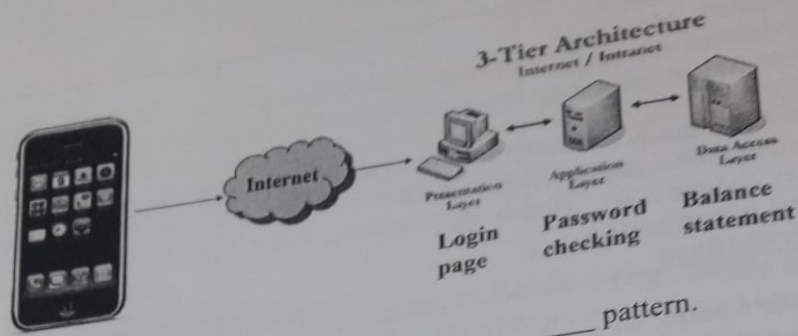 3-Tier Architecture
Internet / Intranet
Internet
Presentation
Layer
Application
Layer
Data Access
Layer
Login
page
Password
checking
Balance
statement
____ pattern.